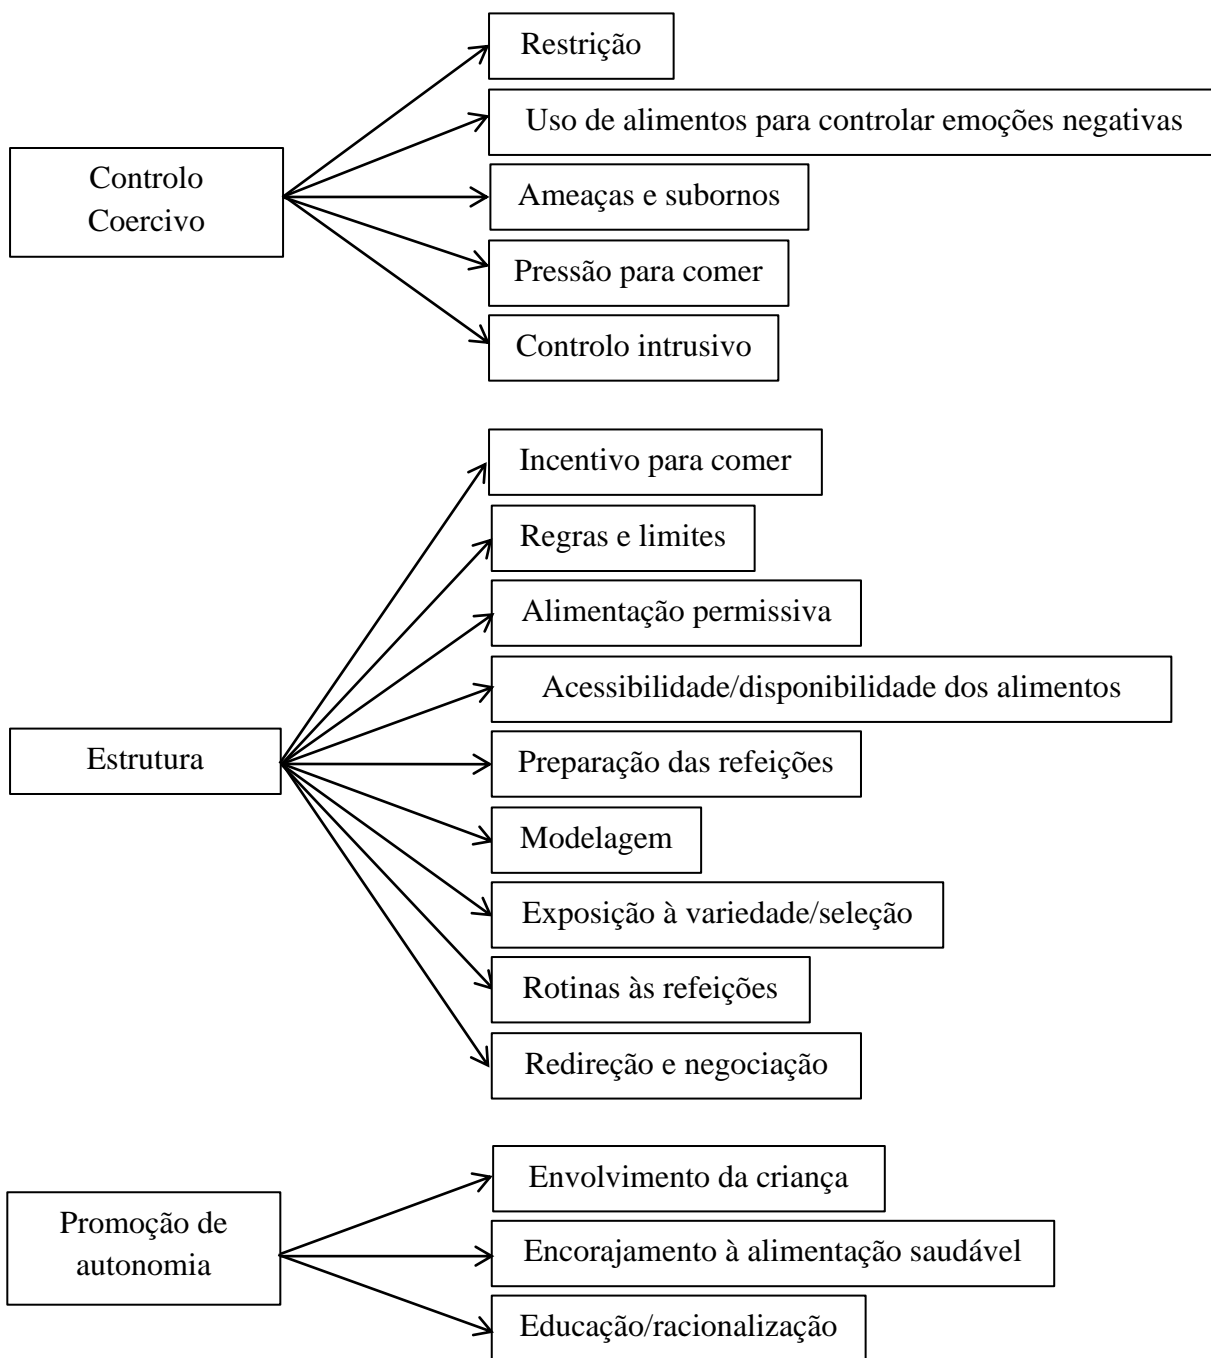 Controlo
Coercivo
Restrição
Uso de alimentos para controlar emoções negativas
Ameaças e subornos
Pressão para comer
Controlo intrusivo
Estrutura
Incentivo para comer
Regras e limites
Alimentação permissiva
Acessibilidade/disponibilidade dos alimentos
Preparação das refeições
Modelagem
Exposição à variedade/seleção
Rotinas às refeições
Redireção e negociação
Promoção de
autonomia
Envolvimento da criança
Encorajamento à alimentação saudável
Educação/racionalização